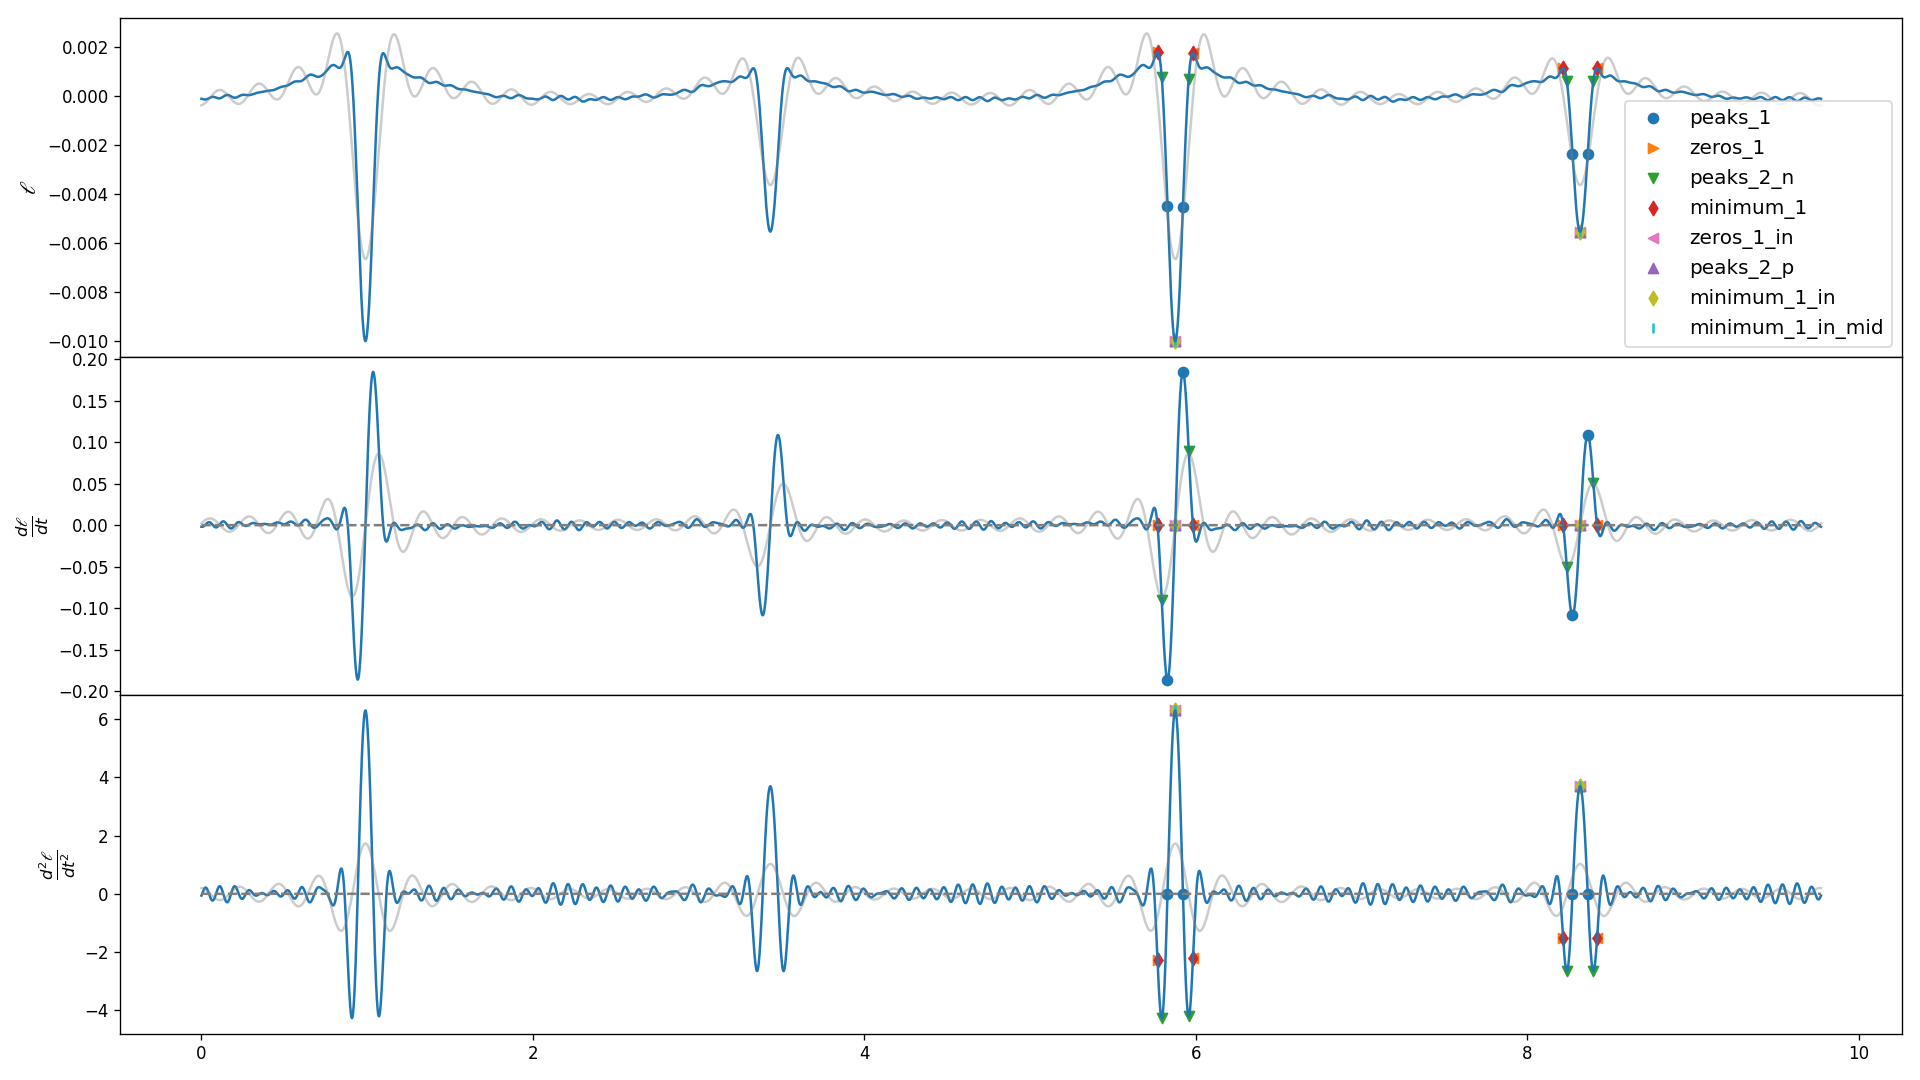 0.002
0.000
−0.002
−0.004
−0.006
−0.008
−0.010
ℓ
peaks_1
zeros_1
peaks_2_n
minimum_1
zeros_1_in
peaks_2_p
minimum_1_in
minimum_1_in_mid
0.20
0.15
0.10
0.05
0.00
−0.05
−0.10
−0.15
−0.20
dℓ
dt
6
4
2
0
−2
−4
d²ℓ
dt²
0 2 4 6 8 10